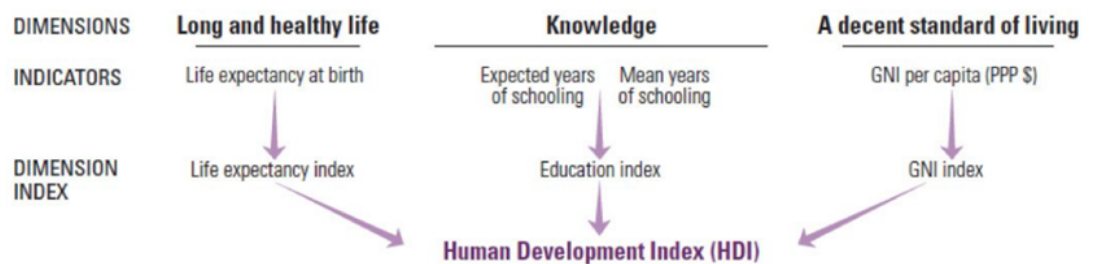 DIMENSIONS Long and healthy life Knowledge A decent standard of living
INDICATORS Life expectancy at birth Expected years Mean years GNI per capita (PPP $)
of schooling of schooling
DIMENSION Life expectancy index Education index GNI index
INDEX
Human Development Index (HDI)